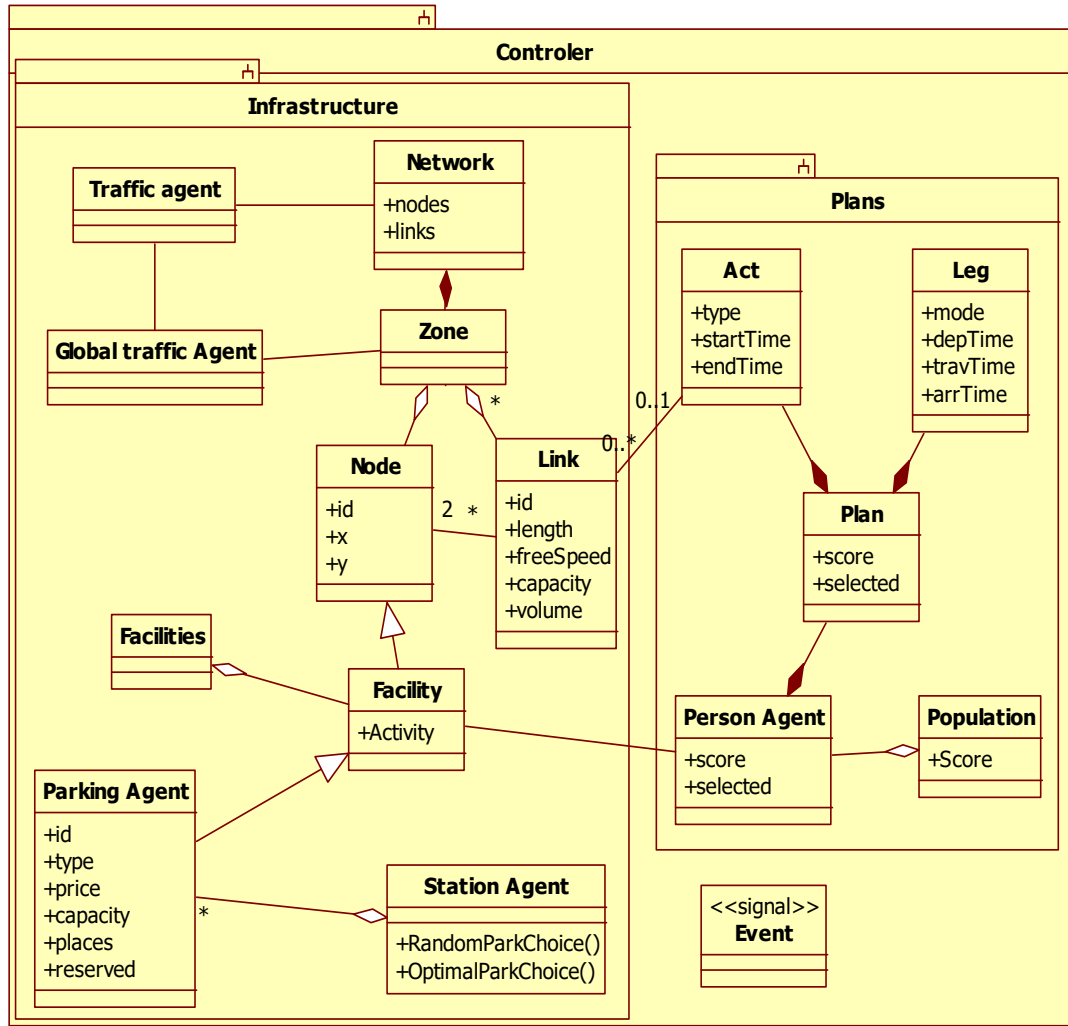 Controler
Infrastructure
Traffic agent
Network
+nodes
+links
Global traffic Agent
Zone
*
Node
+id
+x
+y
2 *
Link
+id
+length
+freeSpeed
+capacity
+volume
0..*
0..1
Facilities
Facility
+Activity
Parking Agent
+id
+type
+price
+capacity
+places
+reserved
*
Station Agent
+RandomParkChoice()
+OptimalParkChoice()
Plans
Act
+type
+startTime
+endTime
Leg
+mode
+depTime
+travTime
+arrTime
Plan
+score
+selected
Person Agent
+score
+selected
Population
+Score
<<signal>>
Event